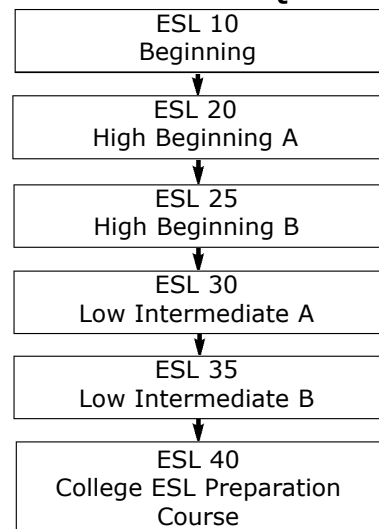 ESL 10
Beginning
ESL 20
High Beginning A
ESL 25
High Beginning B
ESL 30
Low Intermediate A
ESL 35
Low Intermediate B
ESL 40
College ESL Preparation
Course